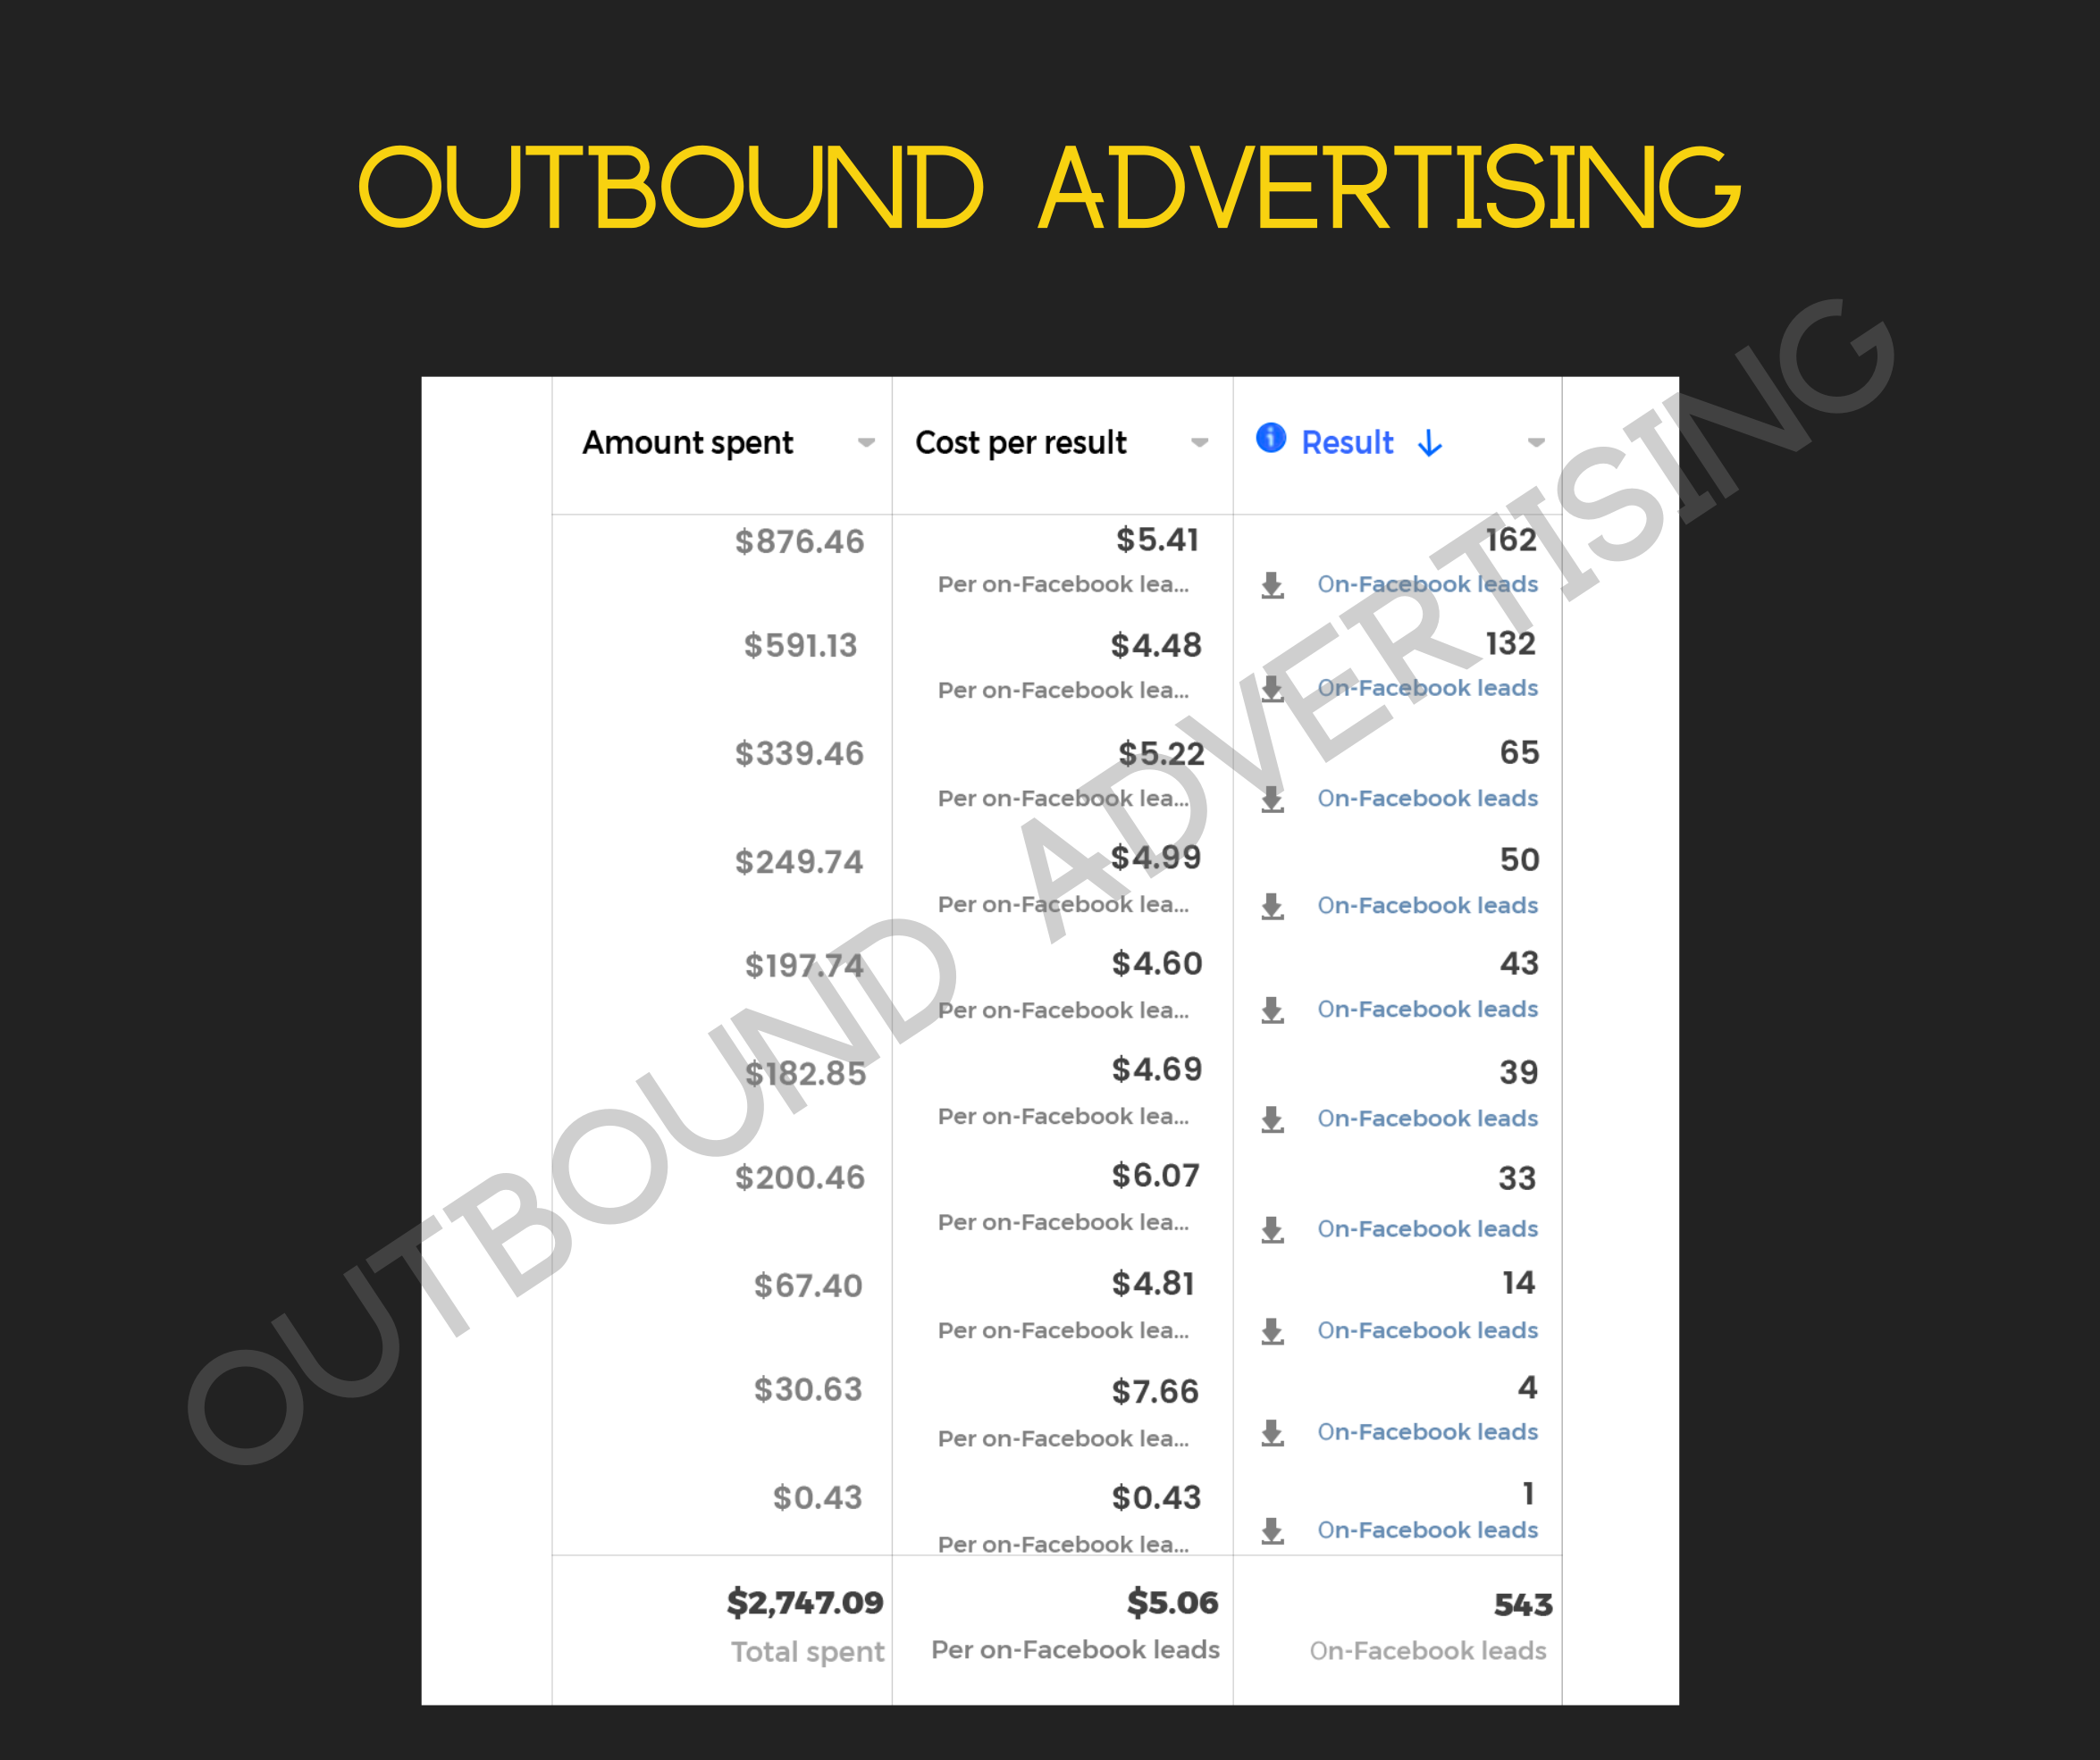 OUTBOUND ADVERTISING
Amount spent Cost per result Result
$876.46 $5.41 162
Per on-Facebook lea... On-Facebook leads
$591.13 $4.48 132
Per on-Facebook lea... On-Facebook leads
$339.46 $5.22 65
Per on-Facebook lea... On-Facebook leads
$249.74 $4.99 50
Per on-Facebook lea... On-Facebook leads
$197.74 $4.60 43
Per on-Facebook lea... On-Facebook leads
$182.85 $4.69 39
Per on-Facebook lea... On-Facebook leads
$200.46 $6.07 33
Per on-Facebook lea... On-Facebook leads
$67.40 $4.81 14
Per on-Facebook lea... On-Facebook leads
$30.63 $7.66 4
Per on-Facebook lea... On-Facebook leads
$0.43 $0.43 1
Per on-Facebook lea... On-Facebook leads
$2,747.09 $5.06 543
Total spent Per on-Facebook leads On-Facebook leads
OUTBOUND ADVERTISING